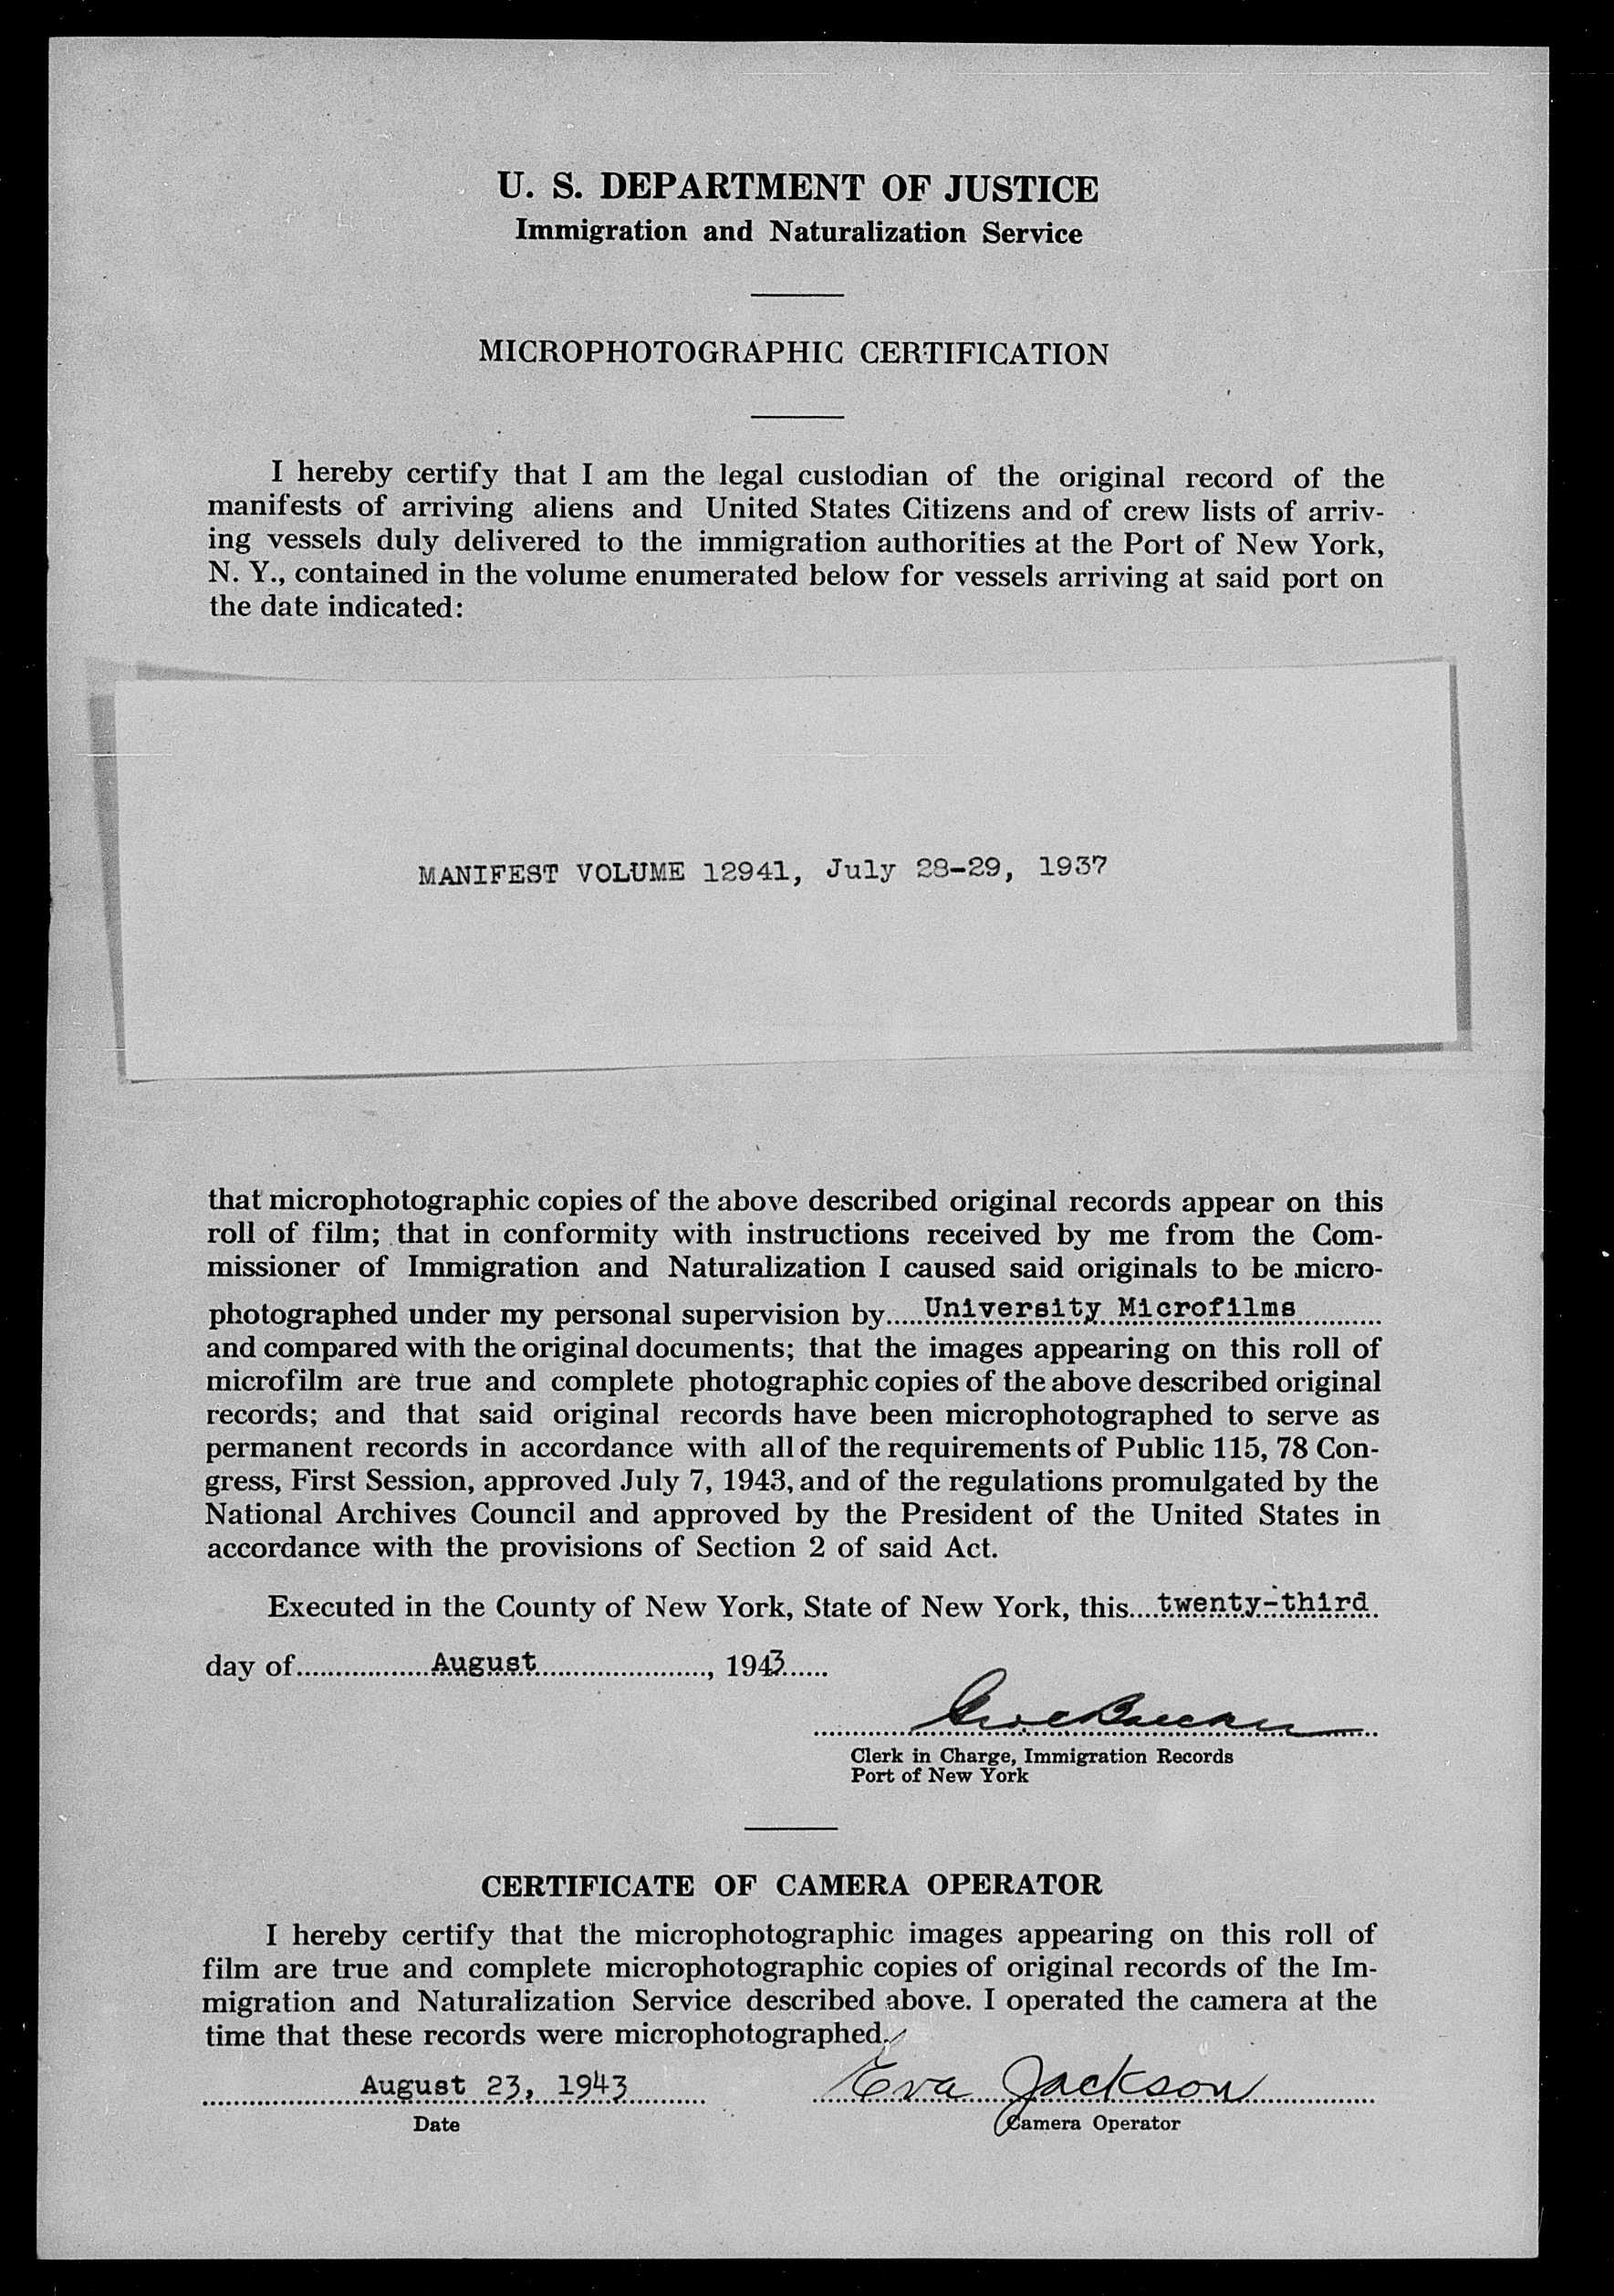 U. S. DEPARTMENT OF JUSTICE
Immigration and Naturalization Service
MICROPHOTOGRAPHIC CERTIFICATION
I hereby certify that I am the legal custodian of the original record of the
manifests of arriving aliens and United States Citizens and of crew lists of arriv-
ing vessels duly delivered to the immigration authorities at the Port of New York,
N. Y., contained in the volume enumerated below for vessels arriving at said port on
the date indicated:
MANIFEST VOLUME 12941, July 28-29, 1937
that microphotographic copies of the above described original records appear on this
roll of film; that in conformity with instructions received by me from the Com-
missioner of Immigration and Naturalization I caused said originals to be micro-
photographed under my personal supervision by.....University Microfilms
and compared with the original documents; that the images appearing on this roll of
microfilm are true and complete photographic copies of the above described original
records; and that said original records have been microphotographed to serve as
permanent records in accordance with all of the requirements of Public 115, 78 Con-
gress, First Session, approved July 7, 1943, and of the regulations promulgated by the
National Archives Council and approved by the President of the United States in
accordance with the provisions of Section 2 of said Act.
Executed in the County of New York, State of New York, this....twenty-third
day of.................August......................, 1943......
Clerk in Charge, Immigration Records
Port of New York
CERTIFICATE OF CAMERA OPERATOR
I hereby certify that the microphotographic images appearing on this roll of
film are true and complete microphotographic copies of original records of the Im-
migration and Naturalization Service described above. I operated the camera at the
time that these records were microphotographed.
August 23, 1943 Eva Jackson
Date Camera Operator